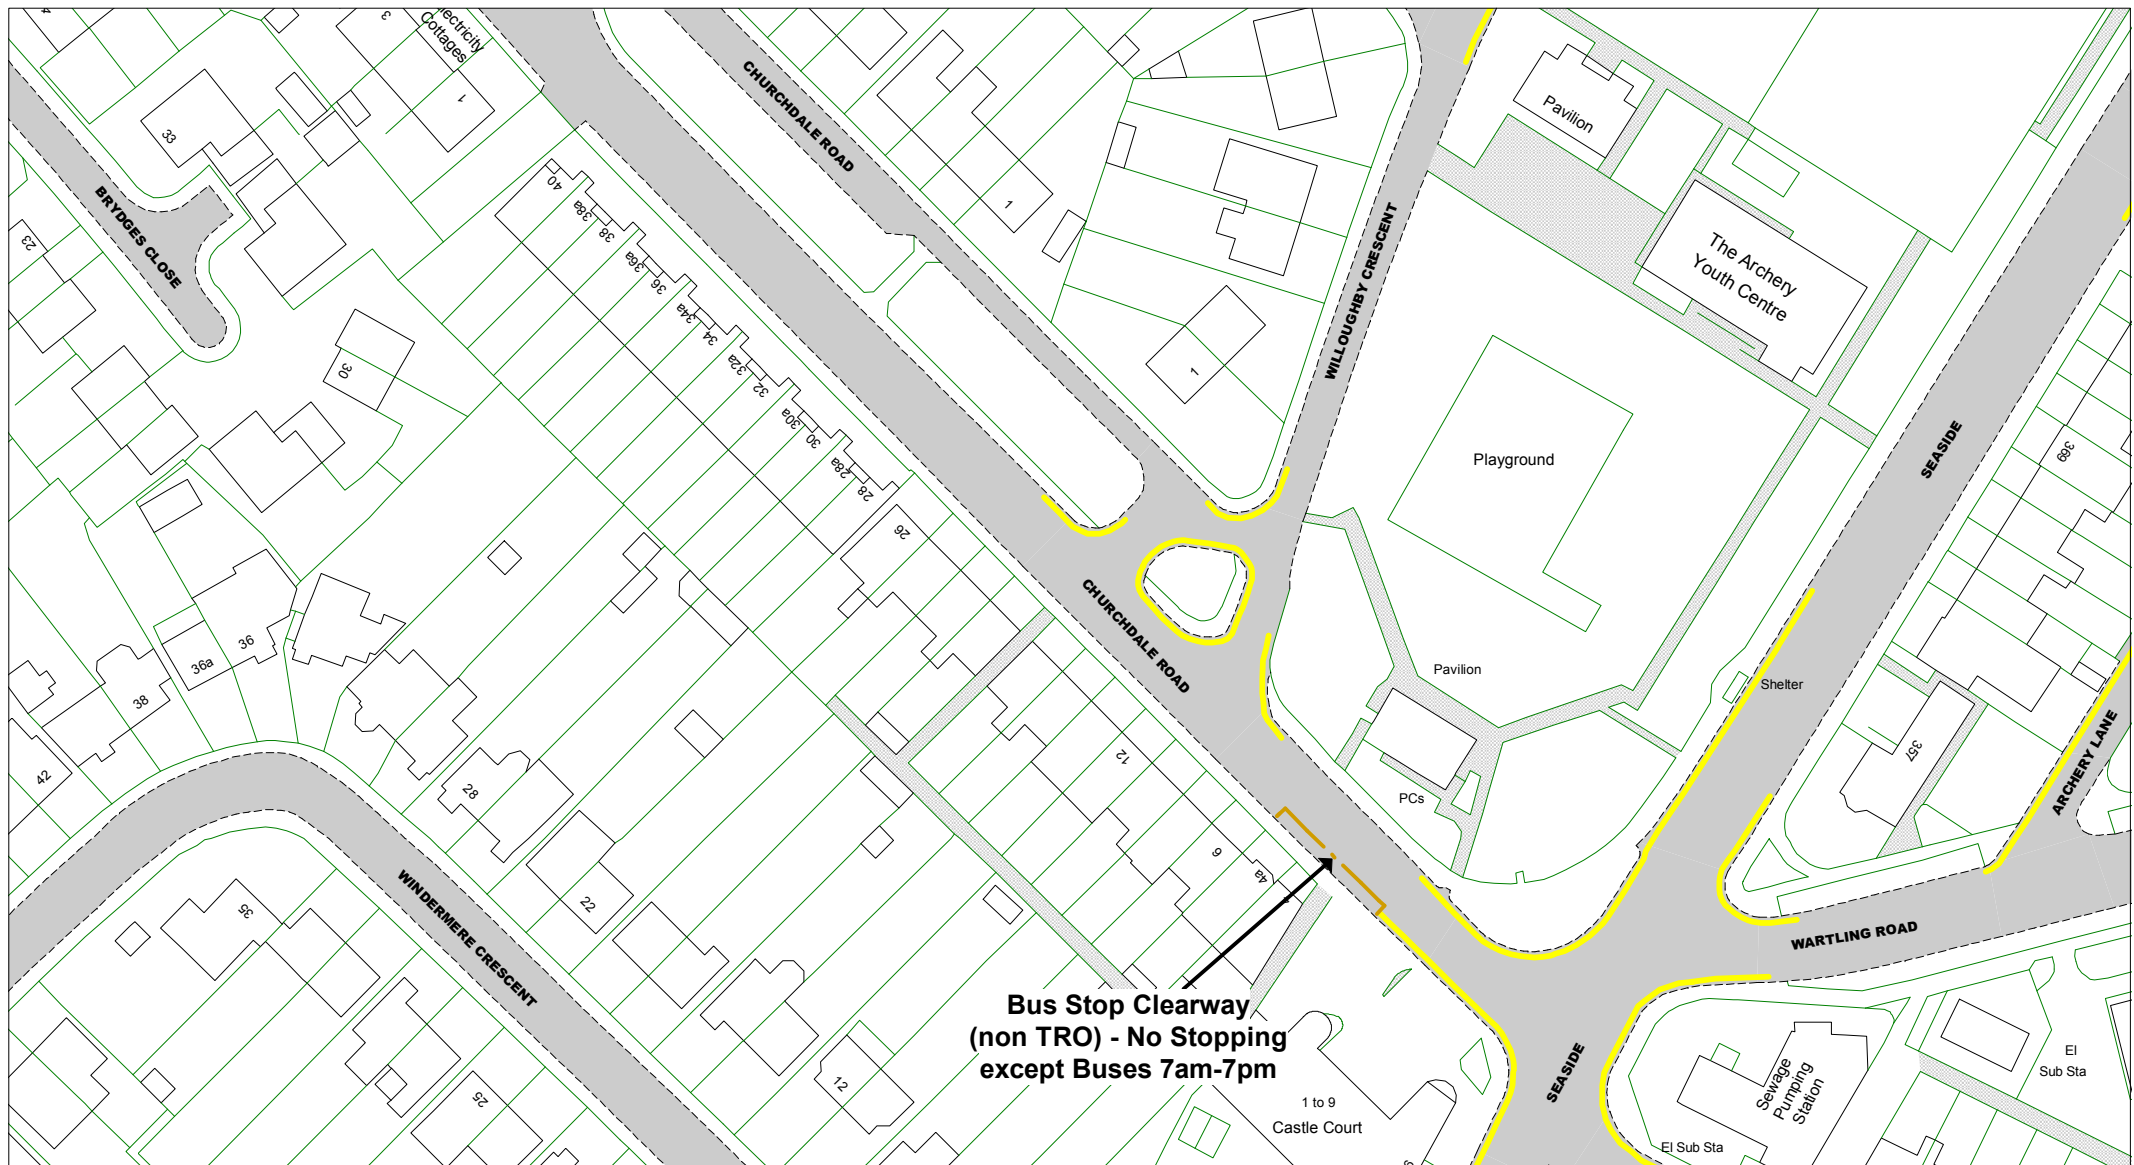 3
Electricity
Cottages
1
33
BRYDGES CLOSE
23
30
CHURCHDALE ROAD
1
1
WILLOUGHBY CRESCENT
Pavilion
The Archery
Youth Centre
SEASIDE
369
Playground
40
38a
38
36a
36
34a
34
32a
32
30a
30
28a
28
26
CHURCHDALE ROAD
Pavilion
Shelter
357
ARCHERY LANE
PCs
WARTLING ROAD
12
9
4a
36
36a
38
42
28
22
35
WINDERMERE CRESCENT
25
12
Bus Stop Clearway
(non TRO) - No Stopping
except Buses 7am-7pm
1 to 9
Castle Court
SEASIDE
Sewage
Pumping
Station
El Sub Sta
El
Sub Sta